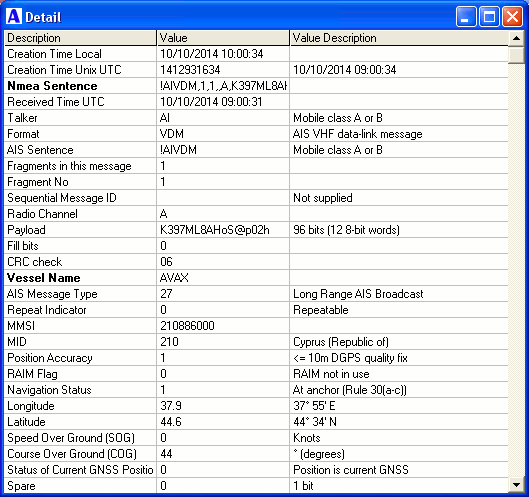 A Detail
Description Value Value Description
Creation Time Local 10/10/2014 10:00:34
Creation Time Unix UTC 1412931634 10/10/2014 09:00:34
Nmea Sentence !AIVDM,1,1,,A,K397ML8AH
Received Time UTC 10/10/2014 09:00:31
Talker AI Mobile class A or B
Format VDM AIS VHF data-link message
AIS Sentence !AIVDM Mobile class A or B
Fragments in this message 1
Fragment No 1
Sequential Message ID Not supplied
Radio Channel A
Payload K397ML8AHoS@p02h 96 bits (12 8-bit words)
Fill bits 0
CRC check 06
Vessel Name AVAX
AIS Message Type 27 Long Range AIS Broadcast
Repeat Indicator 0 Repeatable
MMSI 210886000
MID 210 Cyprus (Republic of)
Position Accuracy 1 <= 10m DGPS quality fix
RAIM Flag 0 RAIM not in use
Navigation Status 1 At anchor (Rule 30(a-c))
Longitude 37.9 37° 55' E
Latitude 44.6 44° 34' N
Speed Over Ground (SOG) 0 Knots
Course Over Ground (COG) 44 ° (degrees)
Status of Current GNSS Positio 0 Position is current GNSS
Spare 0 1 bit